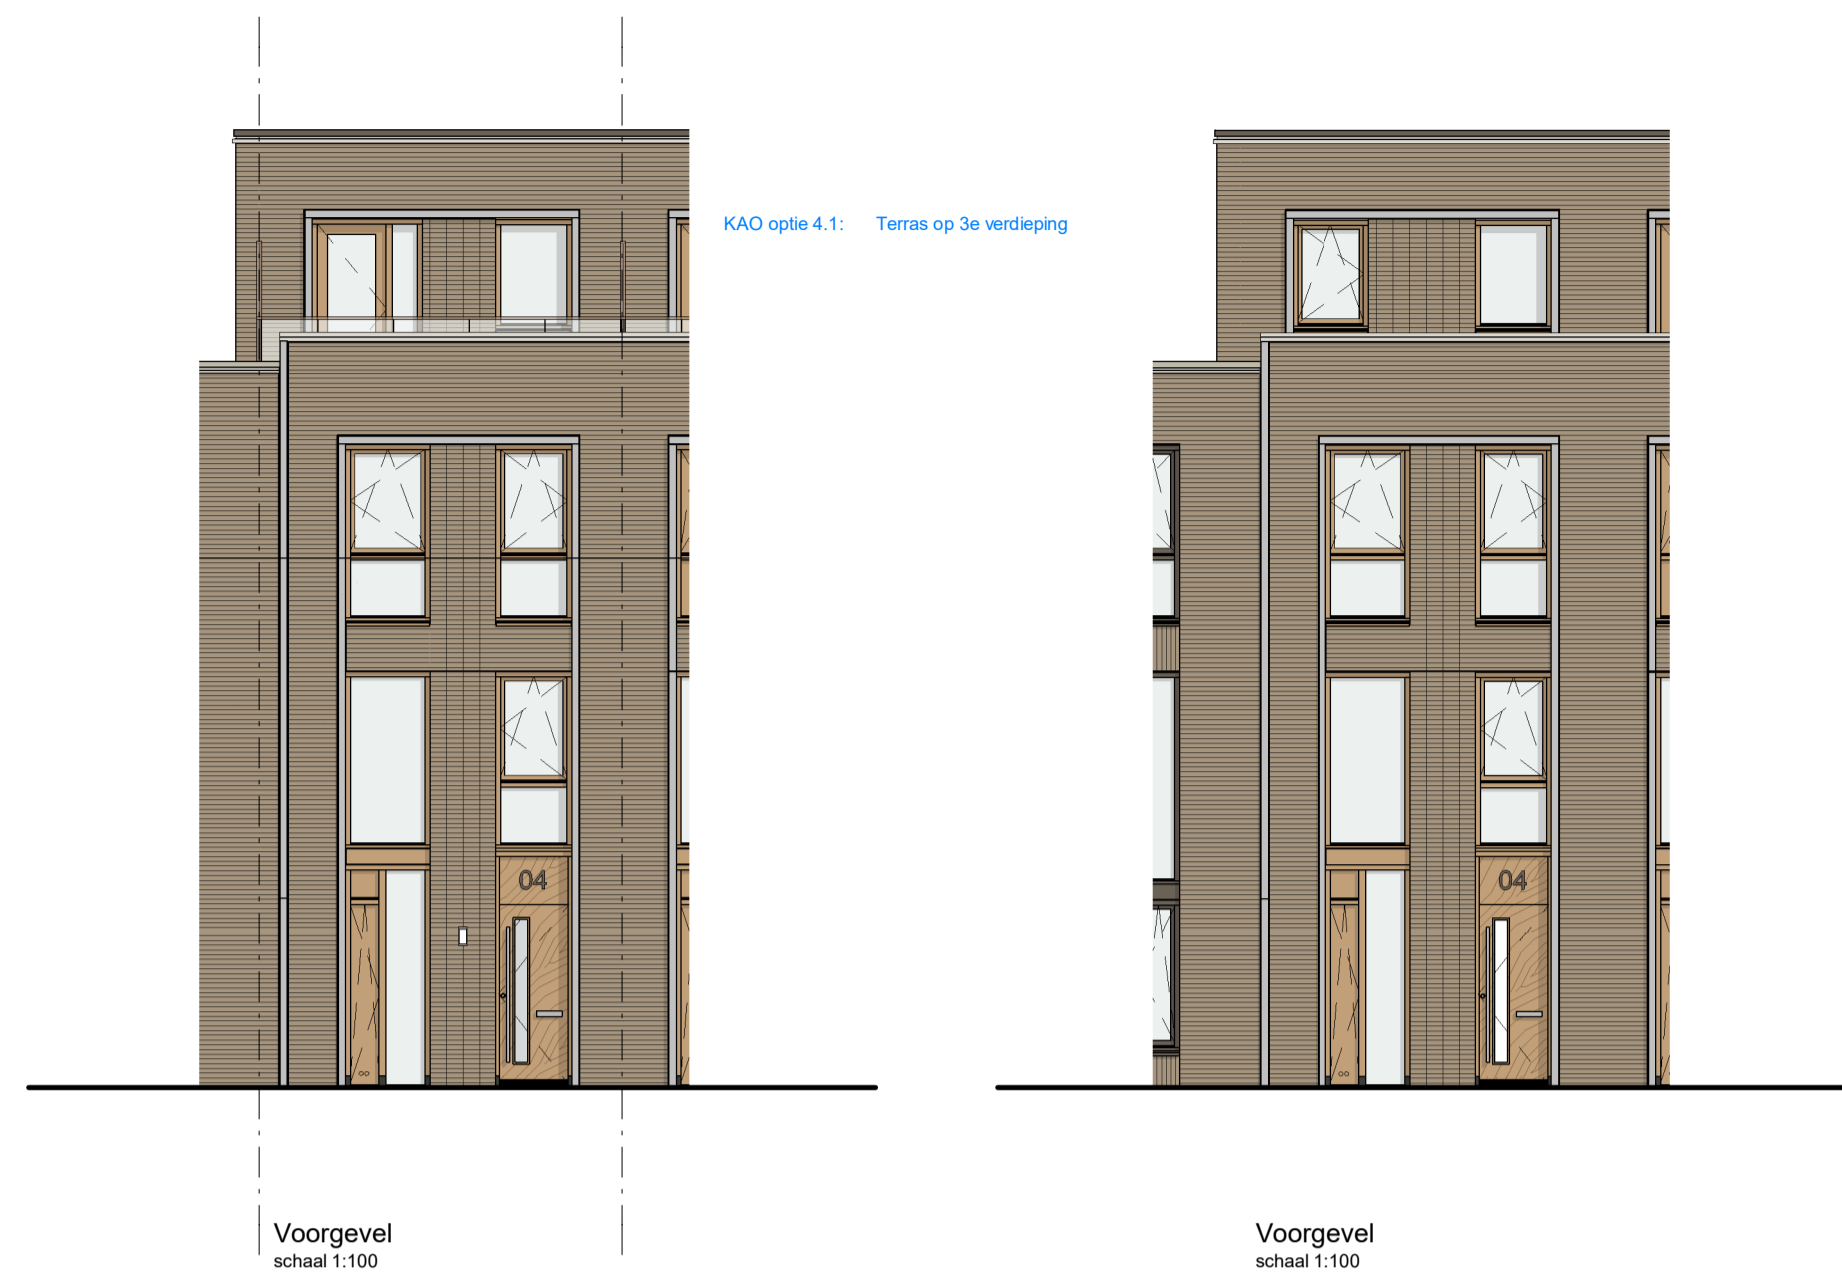 KAO optie 4.1: Terras op 3e verdieping
04
04
Voorgevel
schaal 1:100
Voorgevel
schaal 1:100